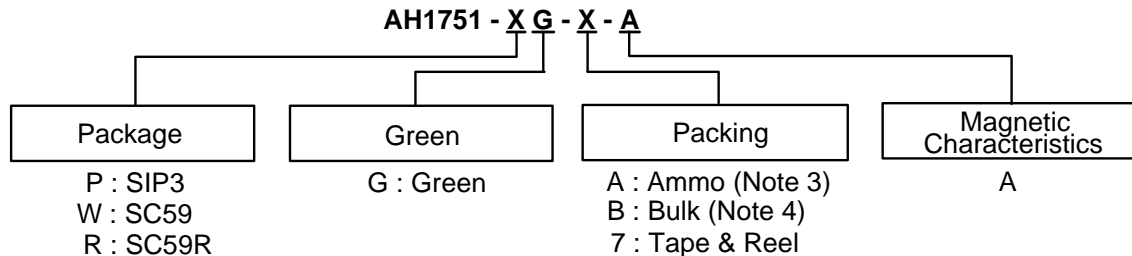 AH1751 - X G - X - A
Package
Green
Packing
Magnetic
Characteristics
P : SIP3
W : SC59
R : SC59R
G : Green
A : Ammo (Note 3)
B : Bulk (Note 4)
7 : Tape & Reel
A